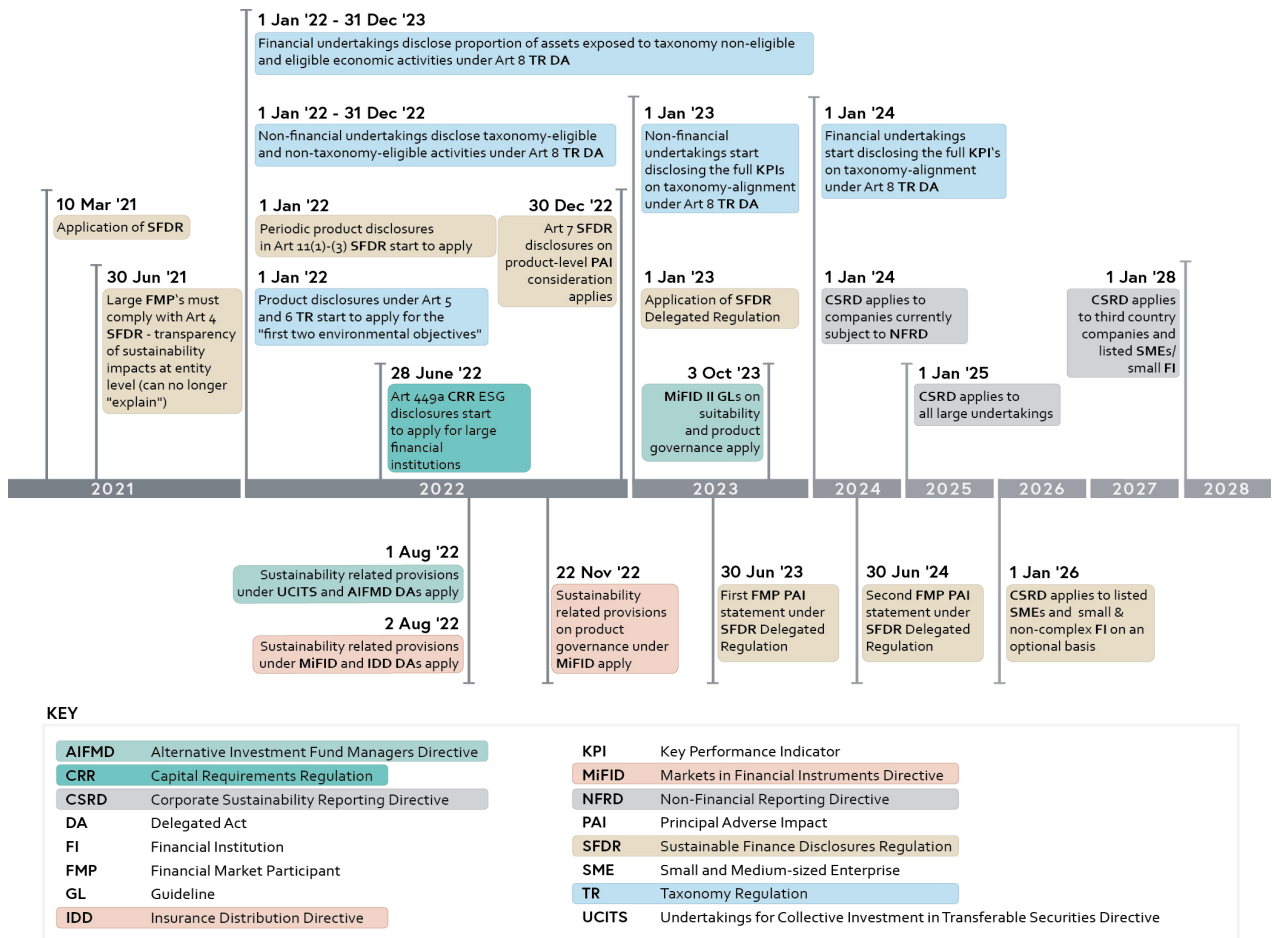 1 Jan '22 - 31 Dec '23
Financial undertakings disclose proportion of assets exposed to taxonomy non-eligible
and eligible economic activities under Art 8 TR DA
1 Jan '22 - 31 Dec '22
Non-financial undertakings disclose taxonomy-eligible
and non-taxonomy-eligible activities under Art 8 TR DA
1 Jan '23
Non-financial
undertakings start
disclosing the full KPIs
on taxonomy-alignment
under Art 8 TR DA
1 Jan '24
Financial undertakings
start disclosing the full KPI's
on taxonomy-alignment
under Art 8 TR DA
10 Mar '21
Application of SFDR
1 Jan '22
Periodic product disclosures
in Art 11(1)-(3) SFDR start to apply
30 Dec '22
Art 7 SFDR
disclosures on
product-level PAI
consideration
applies
30 Jun '21
Large FMP's must
comply with Art 4
SFDR - transparency
of sustainability
impacts at entity
level (can no longer
"explain")
1 Jan '22
Product disclosures under Art 5
and 6 TR start to apply for the
"first two environmental objectives"
1 Jan '23
Application of SFDR
Delegated Regulation
1 Jan '24
CSRD applies to
companies currently
subject to NFRD
1 Jan '28
CSRD applies
to third country
companies and
listed SMEs/
small FI
28 June '22
Art 449a CRR ESG
disclosures start
to apply for large
financial
institutions
3 Oct '23
MiFID II GLs on
suitability
and product
governance apply
1 Jan '25
CSRD applies to
all large undertakings
2021
2022
2023
2024
2025
2026
2027
2028
1 Aug '22
Sustainability related provisions
under UCITS and AIFMD DAs apply
2 Aug '22
Sustainability related provisions
under MiFID and IDD DAs apply
22 Nov '22
Sustainability
related provisions
on product
governance under
MiFID apply
30 Jun '23
First FMP PAI
statement under
SFDR Delegated
Regulation
30 Jun '24
Second FMP PAI
statement under
SFDR Delegated
Regulation
1 Jan '26
CSRD applies to listed
SMEs and small &
non-complex FI on an
optional basis
KEY
AIFMD Alternative Investment Fund Managers Directive
CRR Capital Requirements Regulation
CSRD Corporate Sustainability Reporting Directive
DA Delegated Act
FI Financial Institution
FMP Financial Market Participant
GL Guideline
IDD Insurance Distribution Directive
KPI Key Performance Indicator
MiFID Markets in Financial Instruments Directive
NFRD Non-Financial Reporting Directive
PAI Principal Adverse Impact
SFDR Sustainable Finance Disclosures Regulation
SME Small and Medium-sized Enterprise
TR Taxonomy Regulation
UCITS Undertakings for Collective Investment in Transferable Securities Directive